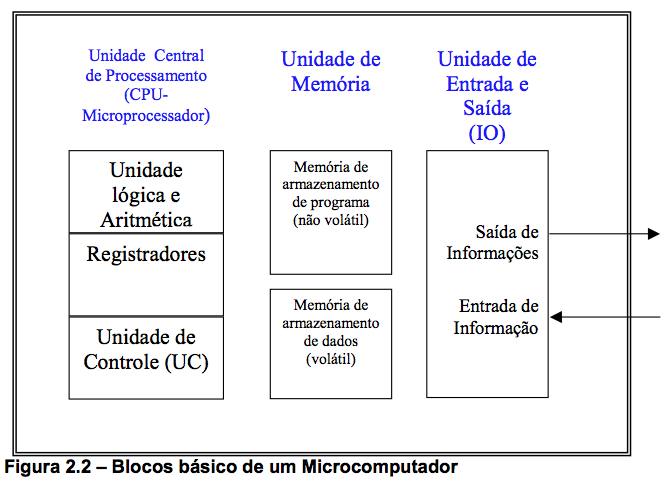 Unidade Central
de Processamento
(CPU-
Microprocessador)
Unidade de
Memória
Unidade de
Entrada e
Saída
(IO)
Unidade
lógica e
Aritmética
Registradores
Unidade de
Controle (UC)
Memória de
armazenamento
de programa
(não volátil)
Memória de
armazenamento
de dados
(volátil)
Saída de
Informações
Entrada de
Informação
Figura 2.2 – Blocos básico de um Microcomputador